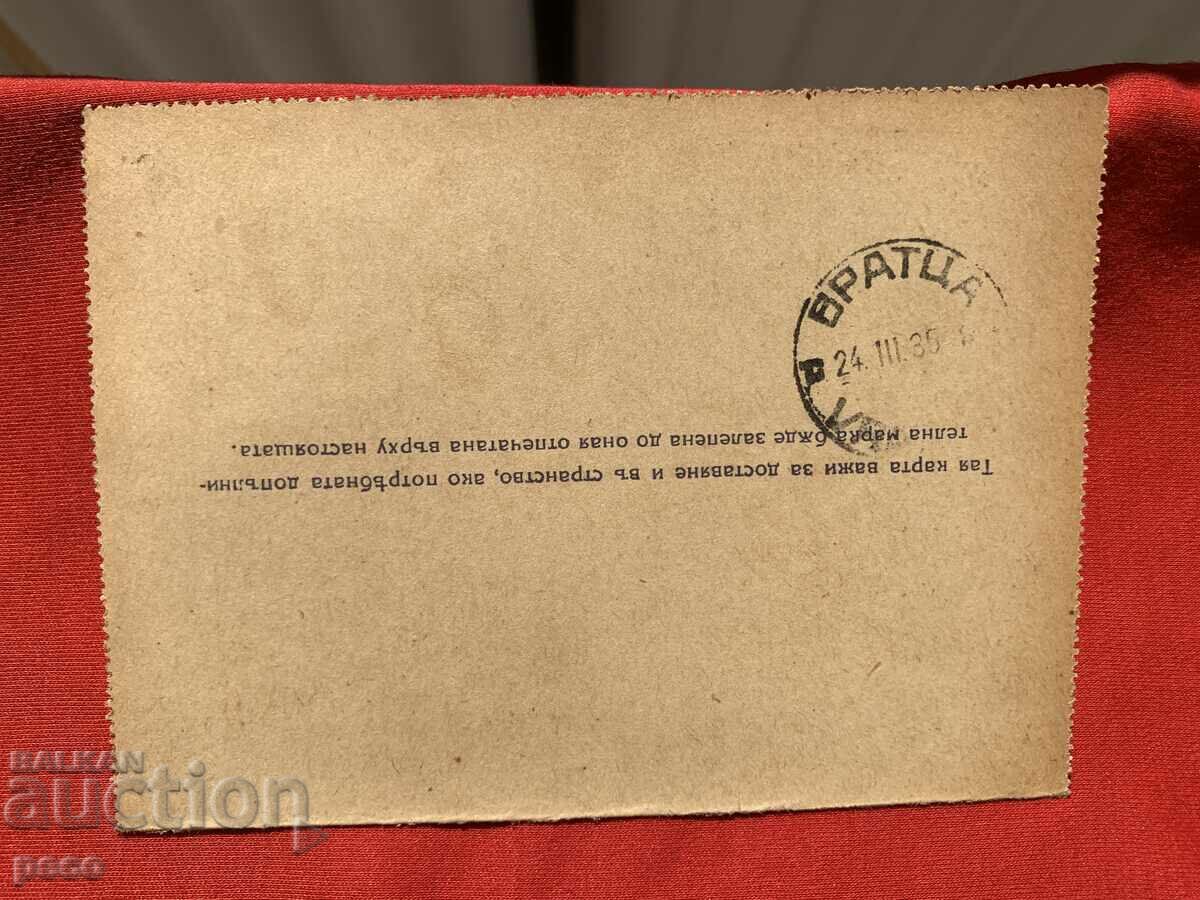 ВРАТЦА
24. III. 35
Тая карта важи за доставяне и въ странство, ако потрѣбната допълни-
телна марка бѫде залепена до оная отпечатана върху настоящата.
BALKAN
auction
peco